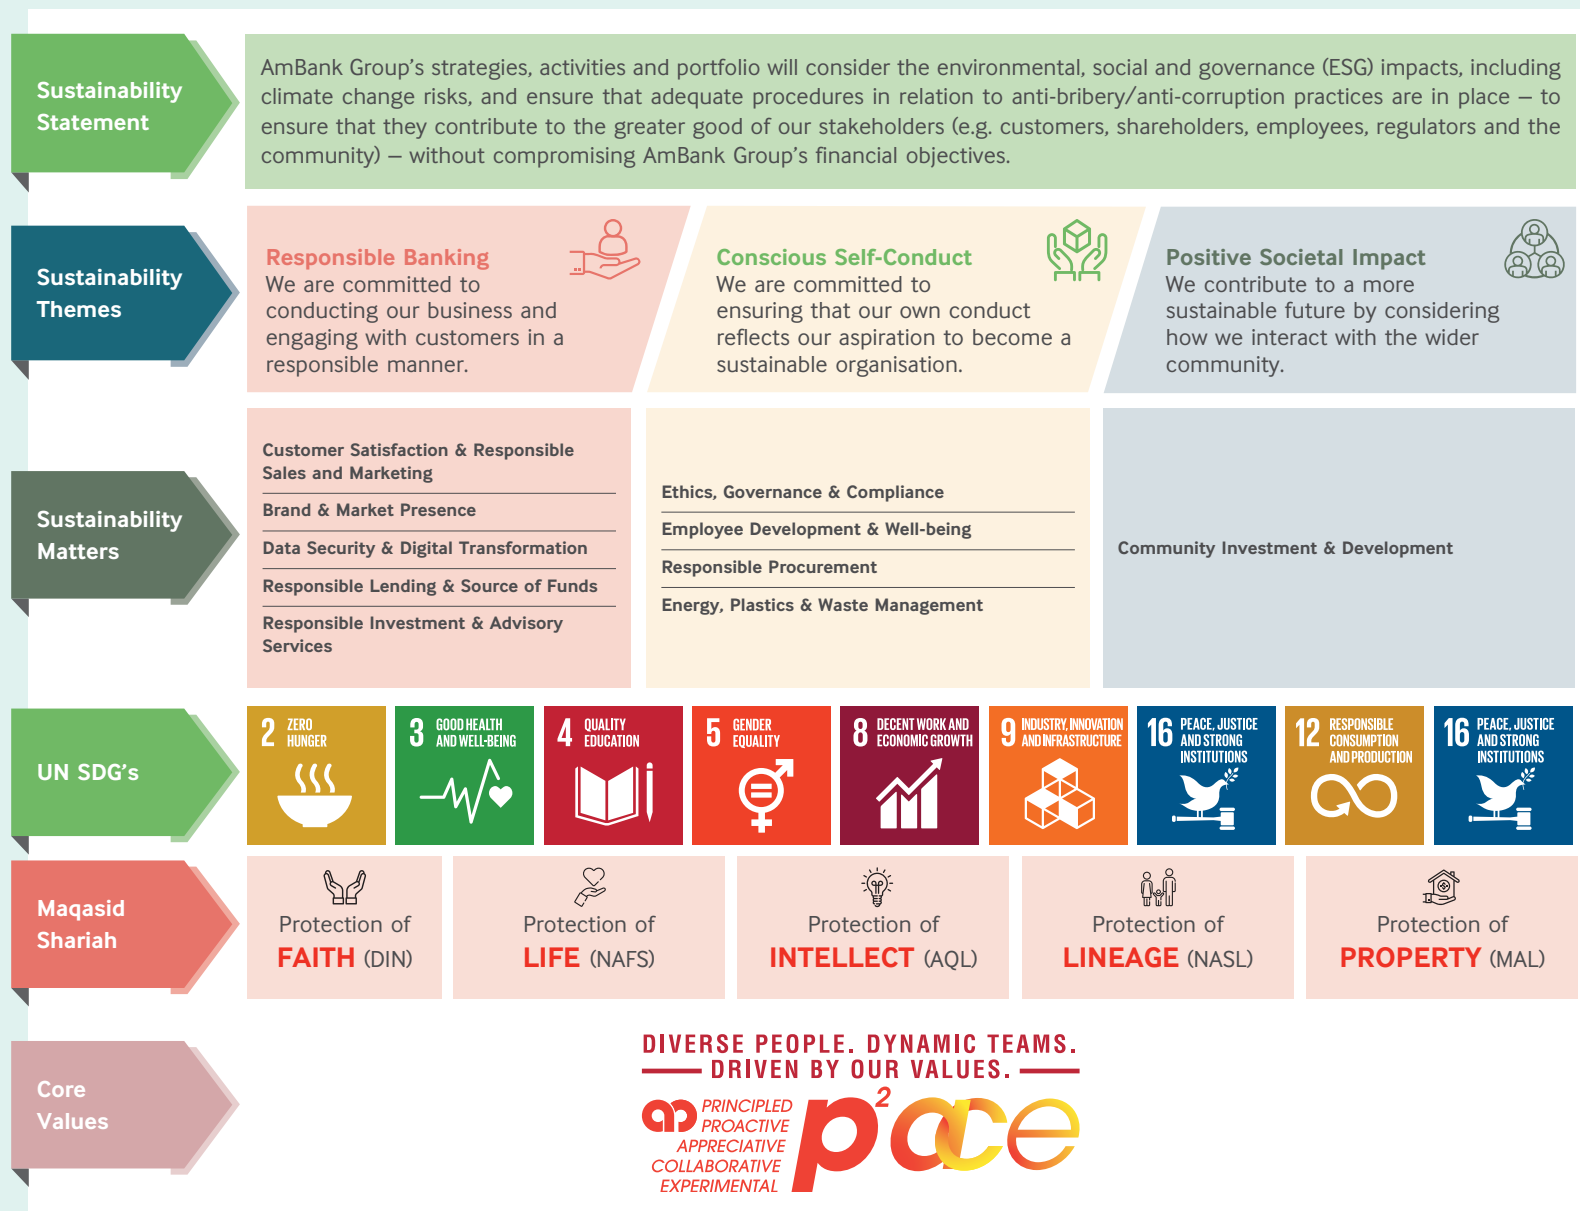 Sustainability
Statement
AmBank Group's strategies, activities and portfolio will consider the environmental, social and governance (ESG) impacts, including
climate change risks, and ensure that adequate procedures in relation to anti-bribery/anti-corruption practices are in place – to
ensure that they contribute to the greater good of our stakeholders (e.g. customers, shareholders, employees, regulators and the
community) – without compromising AmBank Group's financial objectives.
Sustainability
Themes
Responsible Banking
We are committed to
conducting our business and
engaging with customers in a
responsible manner.
Conscious Self-Conduct
We are committed to
ensuring that our own conduct
reflects our aspiration to become a
sustainable organisation.
Positive Societal Impact
We contribute to a more
sustainable future by considering
how we interact with the wider
community.
Sustainability
Matters
Customer Satisfaction & Responsible
Sales and Marketing
Brand & Market Presence
Data Security & Digital Transformation
Responsible Lending & Source of Funds
Responsible Investment & Advisory
Services
Ethics, Governance & Compliance
Employee Development & Well-being
Responsible Procurement
Energy, Plastics & Waste Management
Community Investment & Development
UN SDG's
2 ZERO
HUNGER
3 GOOD HEALTH
AND WELL-BEING
4 QUALITY
EDUCATION
5 GENDER
EQUALITY
8 DECENT WORK AND
ECONOMIC GROWTH
9 INDUSTRY, INNOVATION
AND INFRASTRUCTURE
16 PEACE, JUSTICE
AND STRONG
INSTITUTIONS
12 RESPONSIBLE
CONSUMPTION
AND PRODUCTION
16 PEACE, JUSTICE
AND STRONG
INSTITUTIONS
Maqasid
Shariah
Protection of
FAITH (DIN)
Protection of
LIFE (NAFS)
Protection of
INTELLECT (AQL)
Protection of
LINEAGE (NASL)
Protection of
PROPERTY (MAL)
Core
Values
DIVERSE PEOPLE. DYNAMIC TEAMS.
DRIVEN BY OUR VALUES.
PRINCIPLED
PROACTIVE
APPRECIATIVE
COLLABORATIVE
EXPERIMENTAL
p²ace